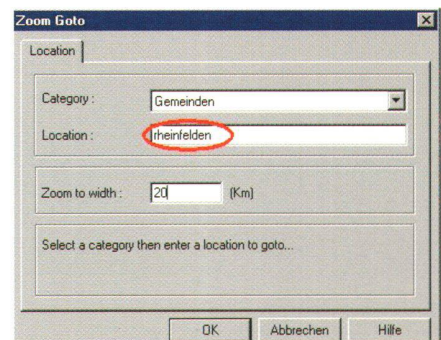 Zoom Goto
Location
Category : Gemeinden
Location : rheinfelden
Zoom to width : 20 (Km)
Select a category then enter a location to goto...
OK Abbrechen Hilfe